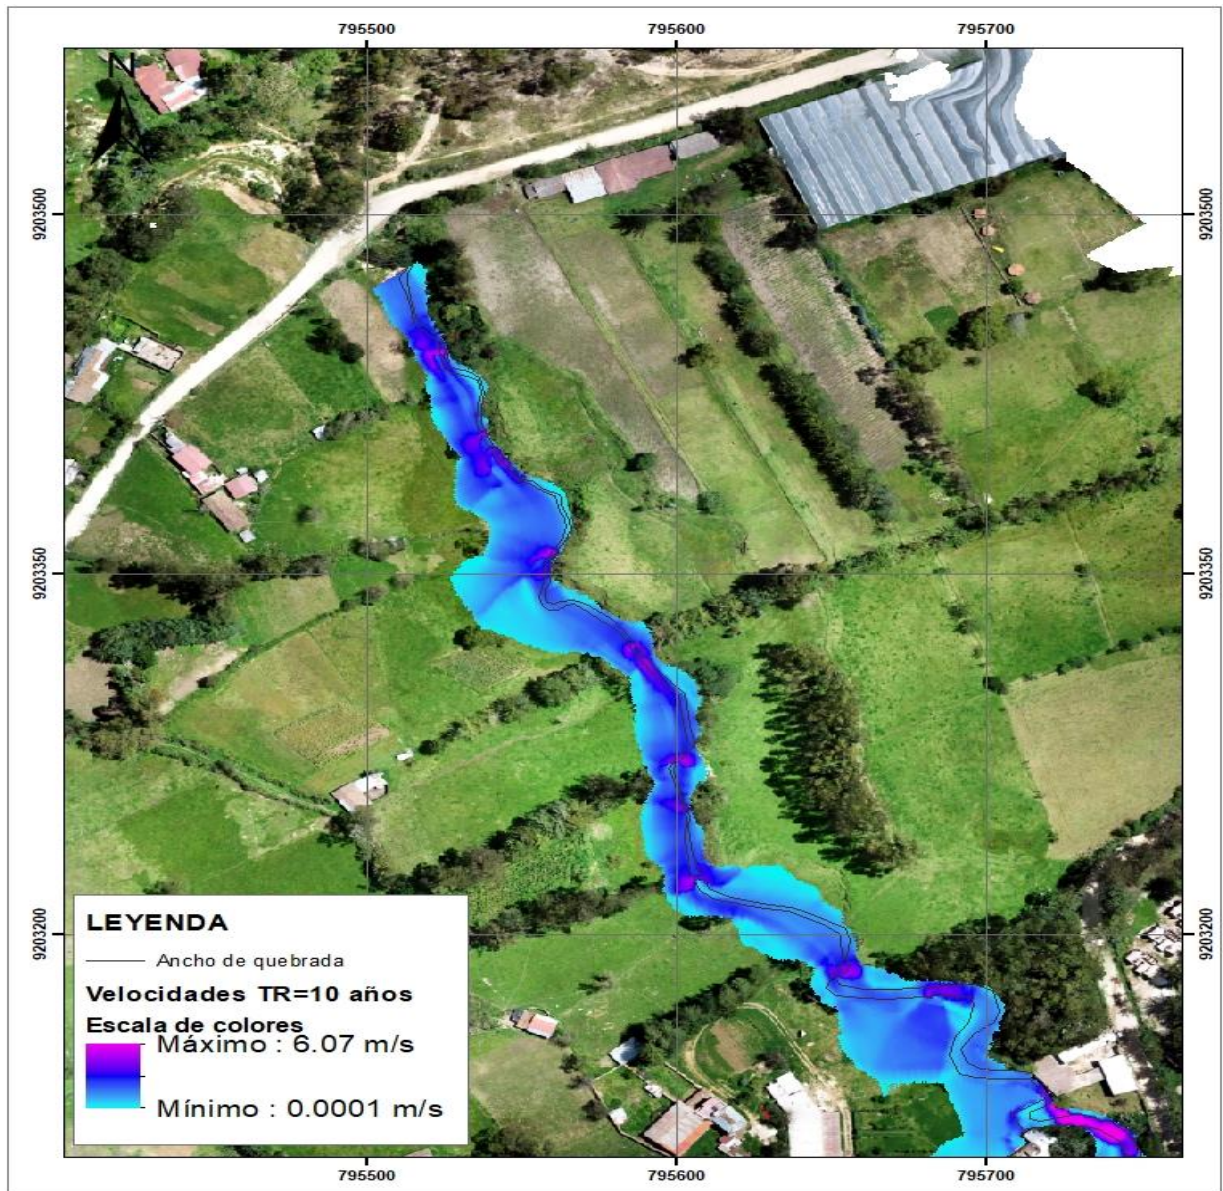 795500 795600 795700
N
9203500 9203500
9203350 9203350
9203200 9203200
LEYENDA
Ancho de quebrada
Velocidades TR=10 años
Escala de colores
Máximo : 6.07 m/s
Mínimo : 0.0001 m/s
795500 795600 795700